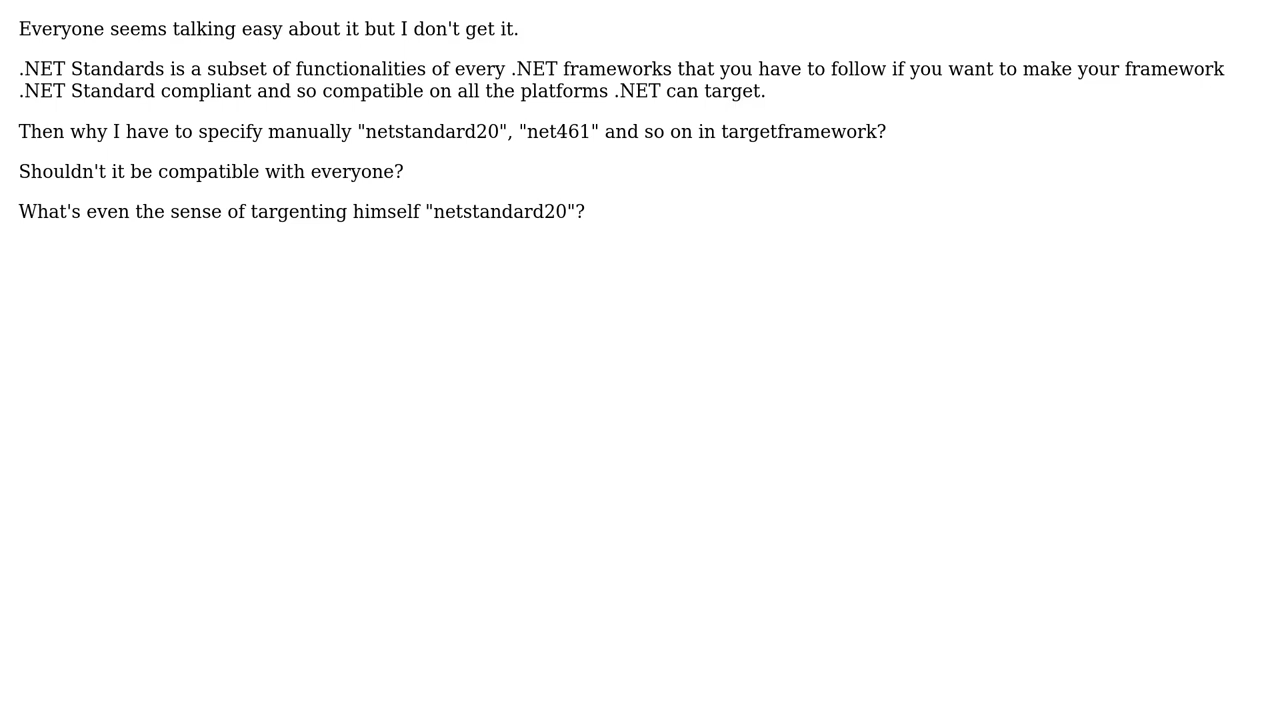 Everyone seems talking easy about it but I don't get it.
.NET Standards is a subset of functionalities of every .NET frameworks that you have to follow if you want to make your framework
.NET Standard compliant and so compatible on all the platforms .NET can target.
Then why I have to specify manually "netstandard20", "net461" and so on in targetframework?
Shouldn't it be compatible with everyone?
What's even the sense of targenting himself "netstandard20"?